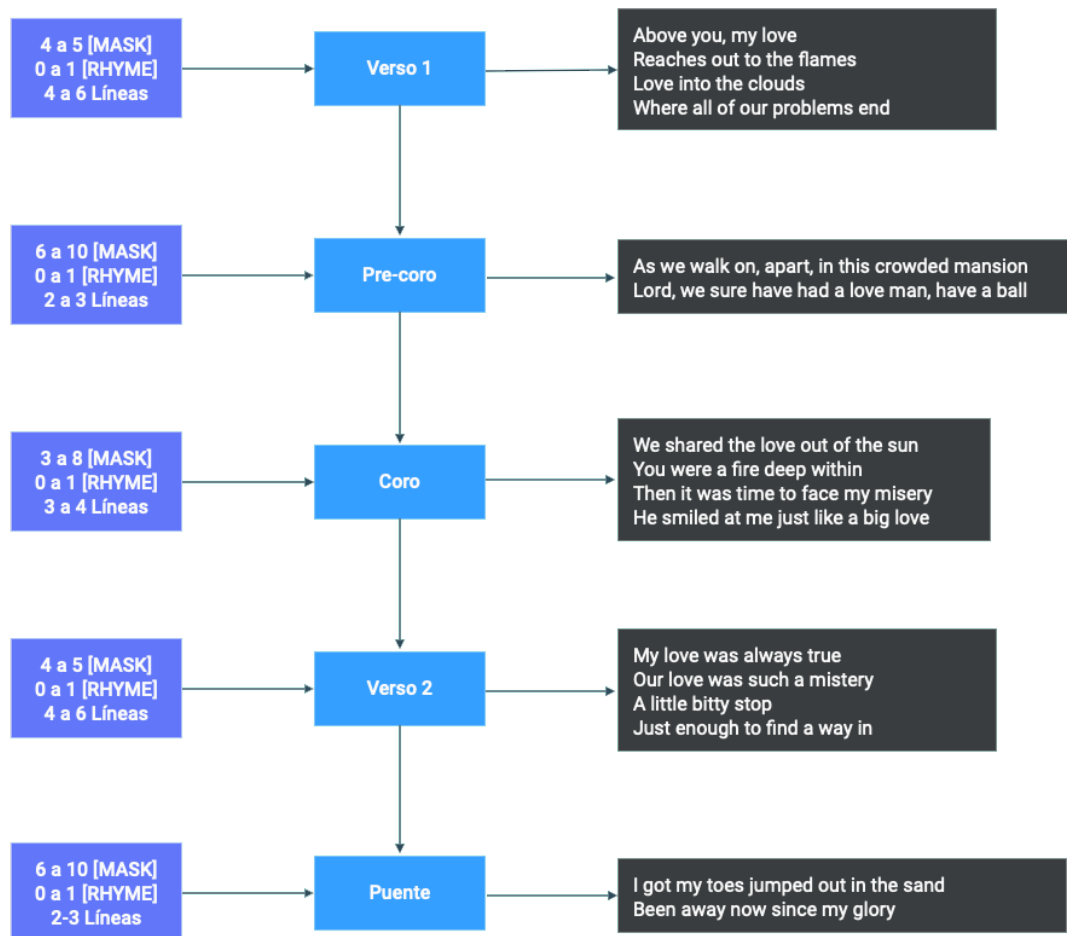 4 a 5 [MASK]
0 a 1 [RHYME]
4 a 6 Líneas
Verso 1
Above you, my love
Reaches out to the flames
Love into the clouds
Where all of our problems end
6 a 10 [MASK]
0 a 1 [RHYME]
2 a 3 Líneas
Pre-coro
As we walk on, apart, in this crowded mansion
Lord, we sure have had a love man, have a ball
3 a 8 [MASK]
0 a 1 [RHYME]
3 a 4 Líneas
Coro
We shared the love out of the sun
You were a fire deep within
Then it was time to face my misery
He smiled at me just like a big love
4 a 5 [MASK]
0 a 1 [RHYME]
4 a 6 Líneas
Verso 2
My love was always true
Our love was such a mistery
A little bitty stop
Just enough to find a way in
6 a 10 [MASK]
0 a 1 [RHYME]
2-3 Líneas
Puente
I got my toes jumped out in the sand
Been away now since my glory